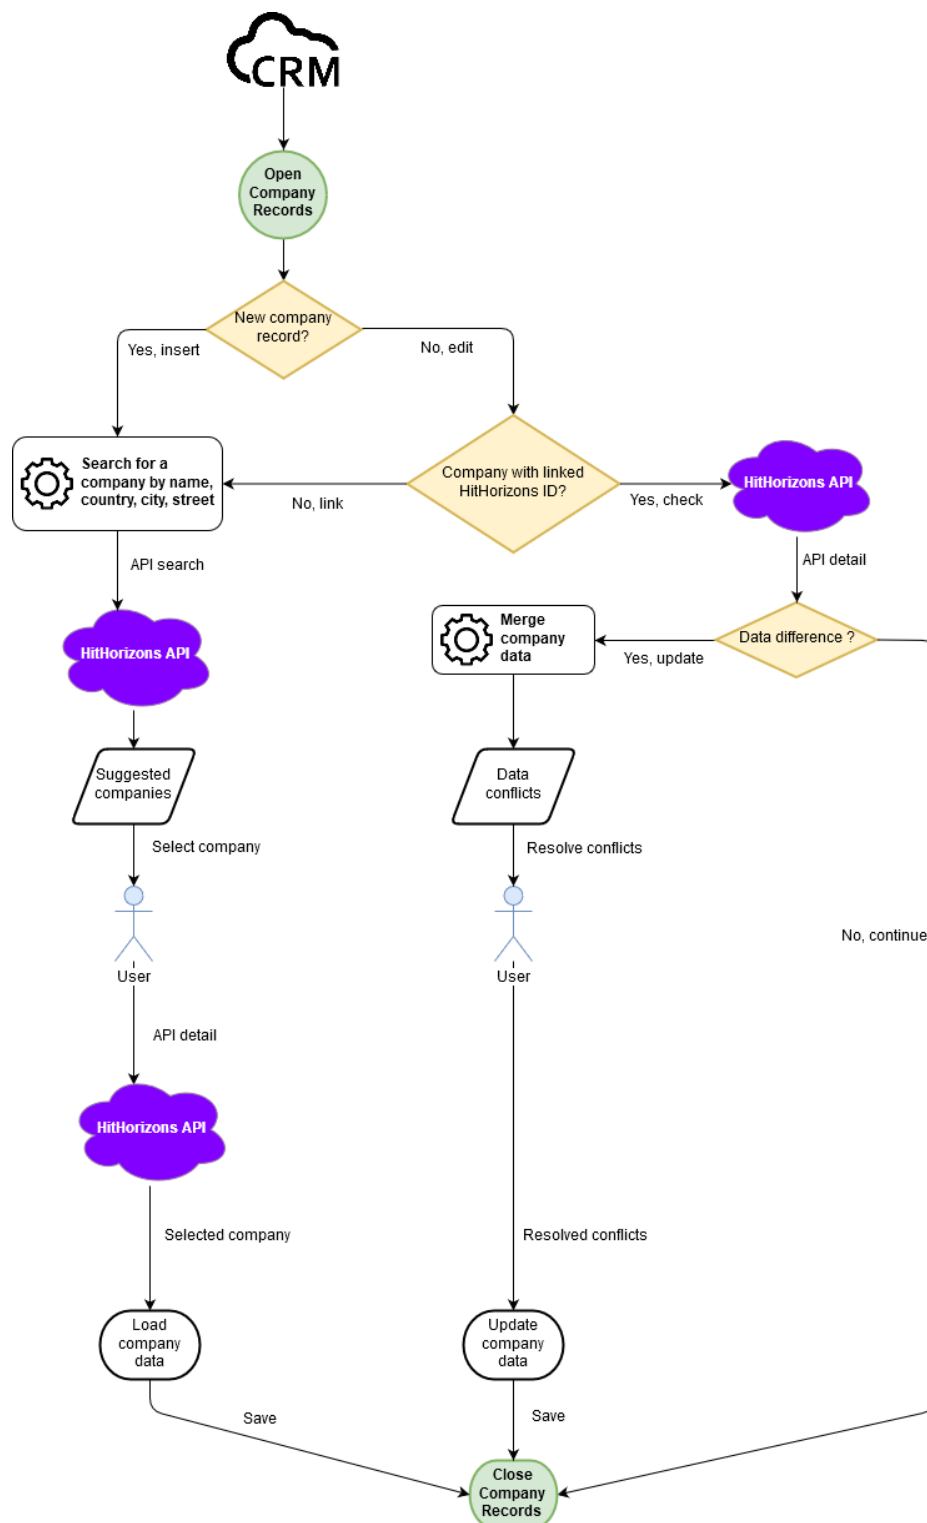 CRM
Open
Company
Records
New company
record?
Yes, insert
No, edit
Search for a
company by name,
country, city, street
No, link
Company with linked
HitHorizons ID?
Yes, check
HitHorizons API
API search
API detail
HitHorizons API
Merge
company
data
Yes, update
Data difference ?
Suggested
companies
Data
conflicts
Select company
Resolve conflicts
User
User
No, continue
API detail
HitHorizons API
Selected company
Resolved conflicts
Load
company
data
Update
company
data
Save
Save
Close
Company
Records